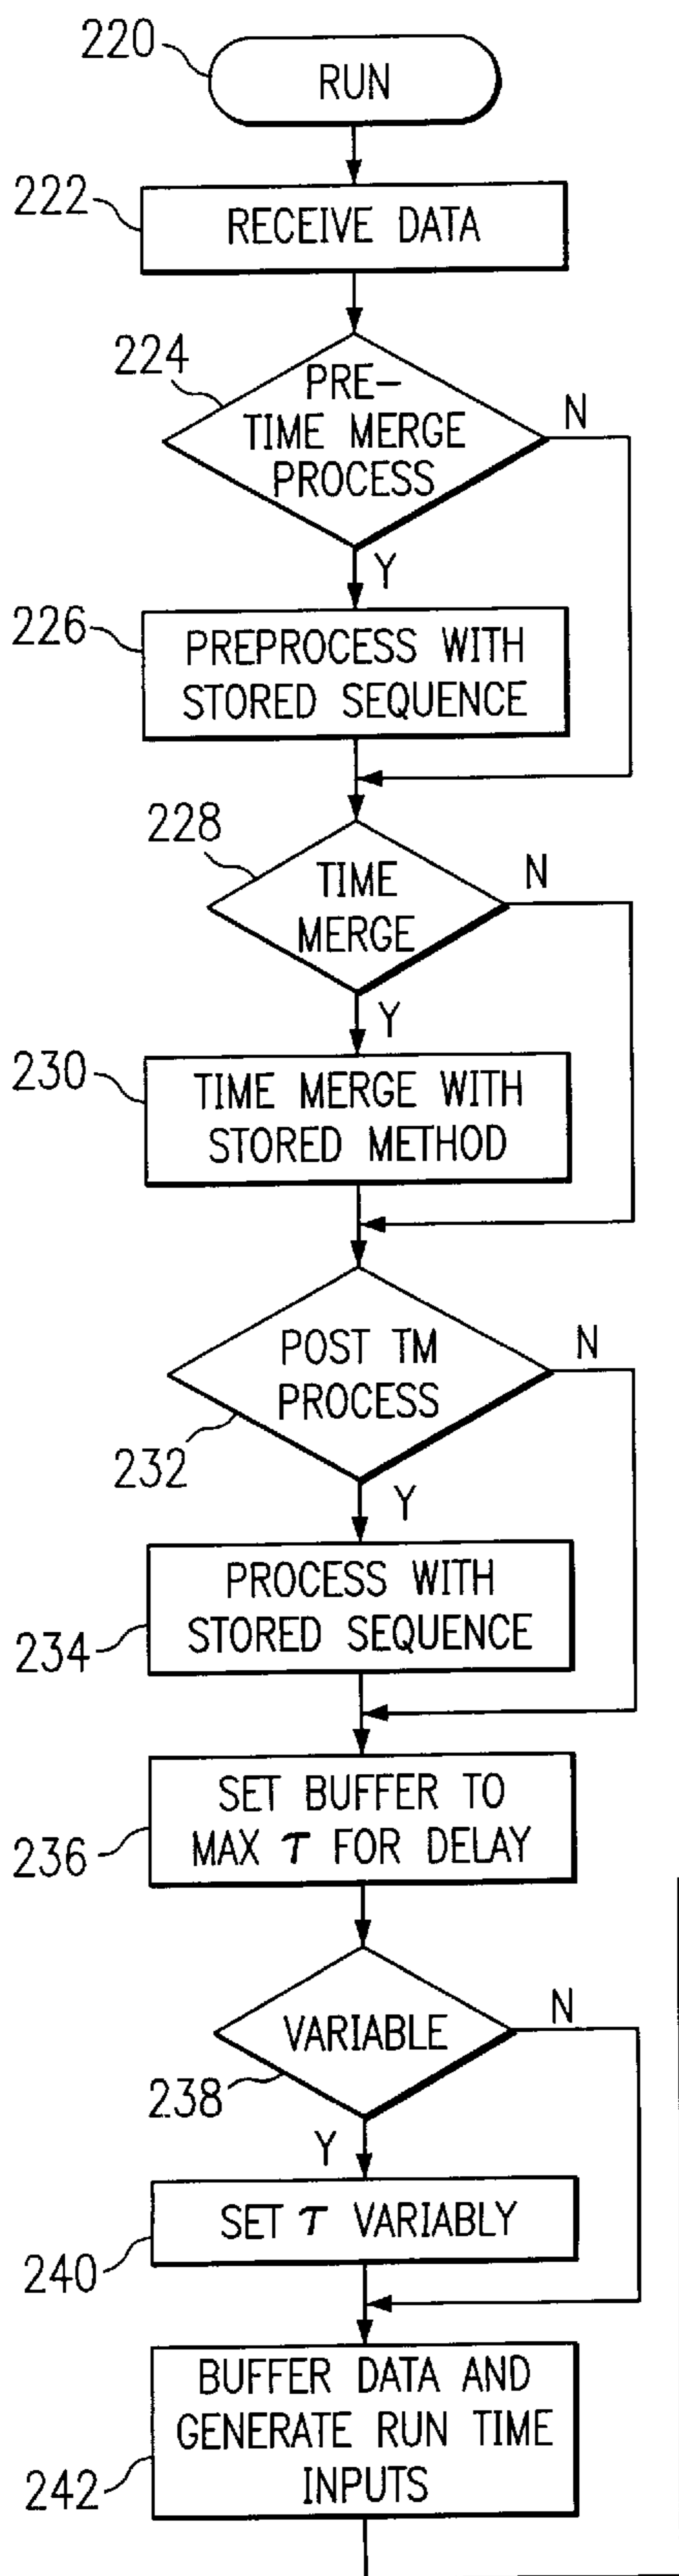 220
RUN
222
RECEIVE DATA
224
PRE-
TIME MERGE
PROCESS
N
Y
226
PREPROCESS WITH
STORED SEQUENCE
228
TIME
MERGE
N
Y
230
TIME MERGE WITH
STORED METHOD
POST TM
PROCESS
N
232
Y
PROCESS WITH
STORED SEQUENCE
234
SET BUFFER TO
MAX τ FOR DELAY
236
VARIABLE
N
238
Y
SET τ VARIABLY
240
BUFFER DATA AND
GENERATE RUN TIME
INPUTS
242